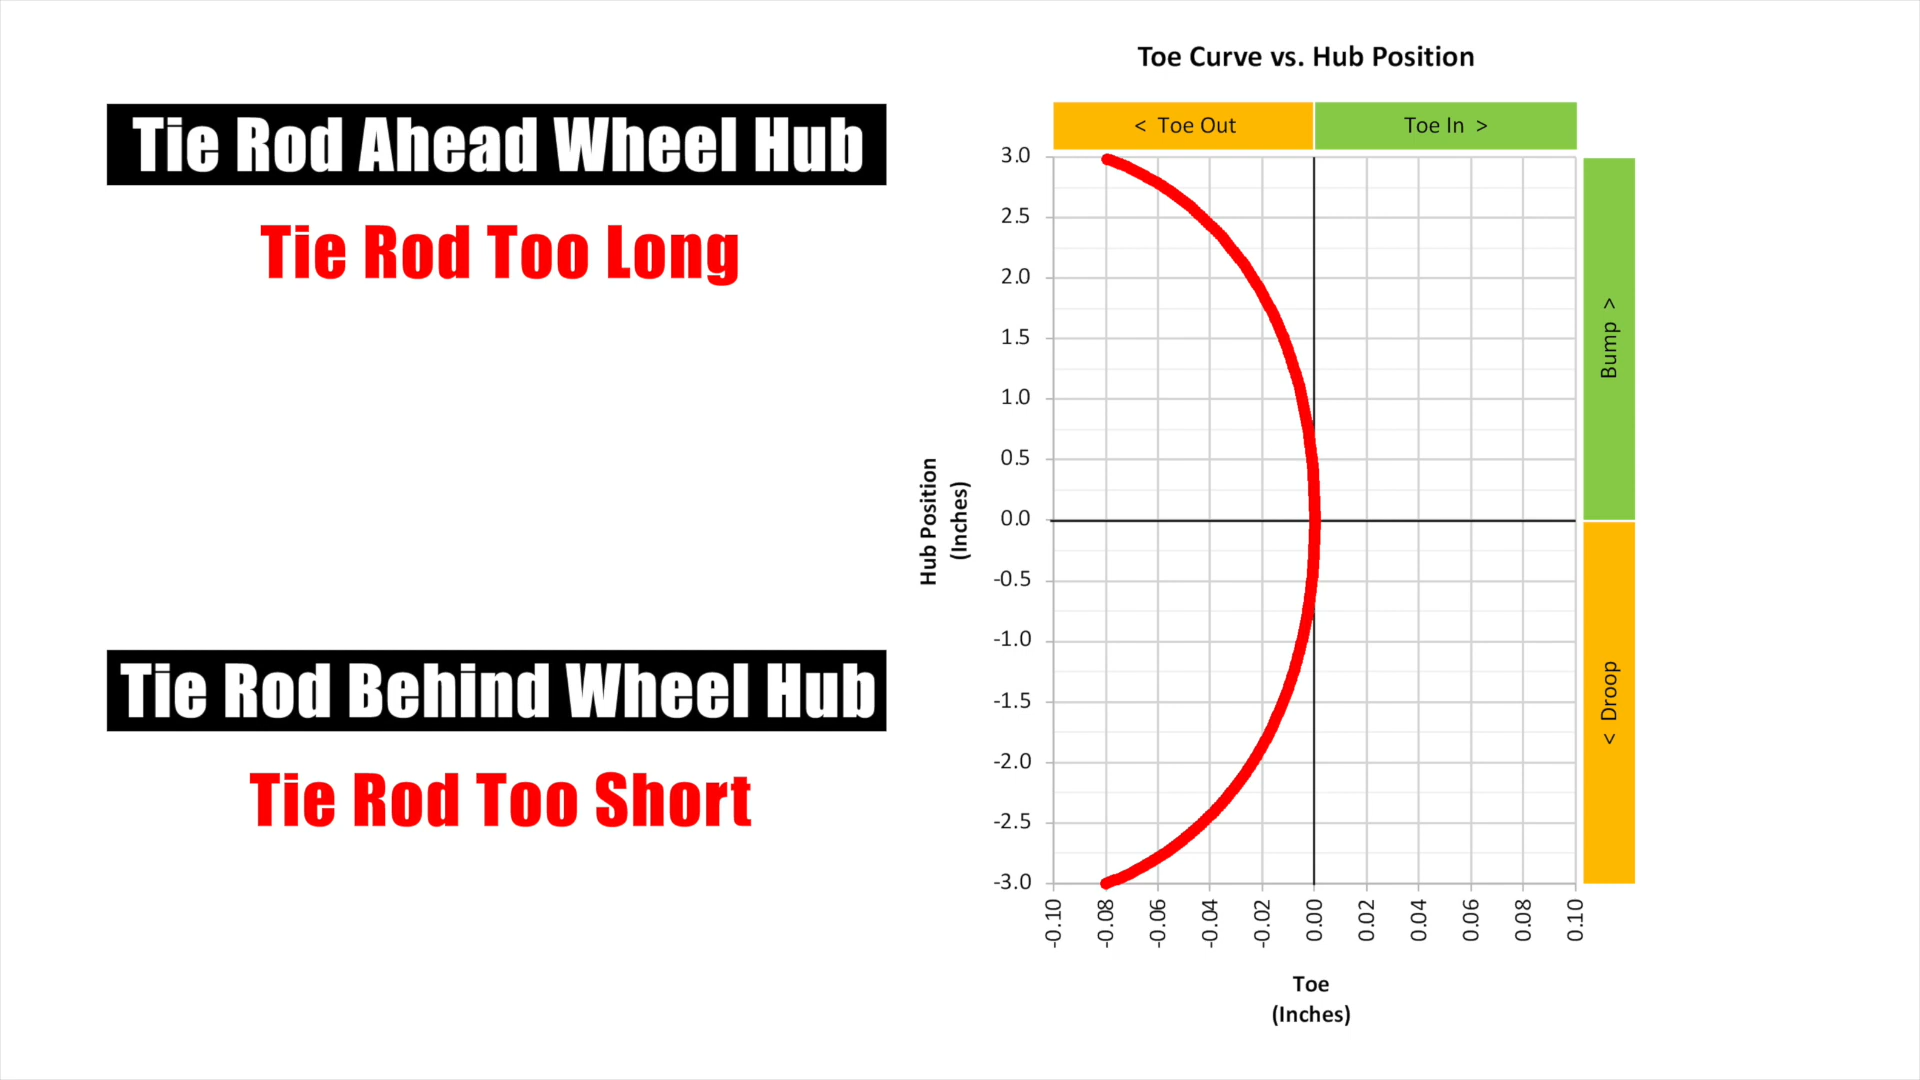 Tie Rod Ahead Wheel Hub
Tie Rod Too Long
Tie Rod Behind Wheel Hub
Tie Rod Too Short
Toe Curve vs. Hub Position
< Toe Out
Toe In >
3.0
2.5
2.0
1.5
1.0
0.5
0.0
-0.5
-1.0
-1.5
-2.0
-2.5
-3.0
Hub Position
(Inches)
Bump >
< Droop
-0.10
-0.08
-0.06
-0.04
-0.02
0.00
0.02
0.04
0.06
0.08
0.10
Toe
(Inches)